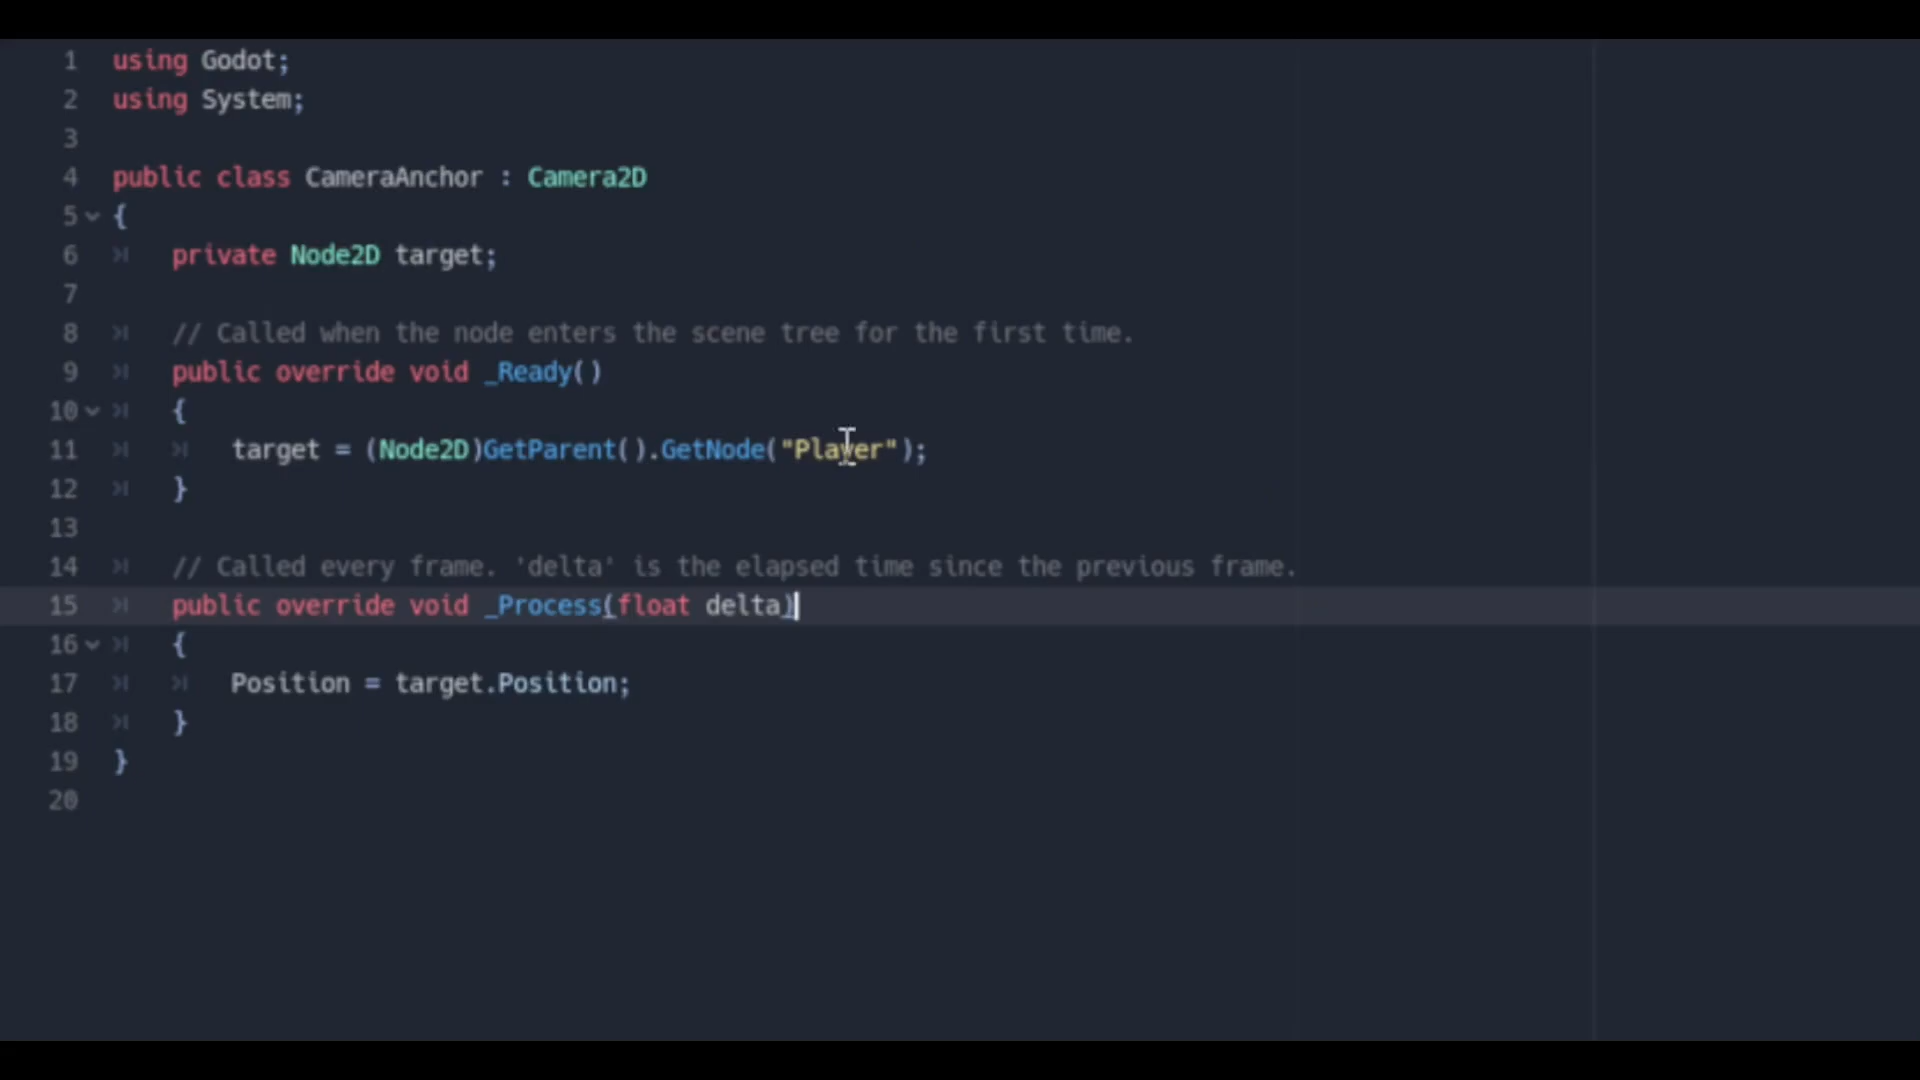 1 using Godot;
2 using System;
3
4 public class CameraAnchor : Camera2D
5 {
6 private Node2D target;
7
8 // Called when the node enters the scene tree for the first time.
9 public override void _Ready()
10 {
11 target = (Node2D)GetParent().GetNode("Player");
12 }
13
14 // Called every frame. 'delta' is the elapsed time since the previous frame.
15 public override void _Process(float delta)
16 {
17 Position = target.Position;
18 }
19 }
20